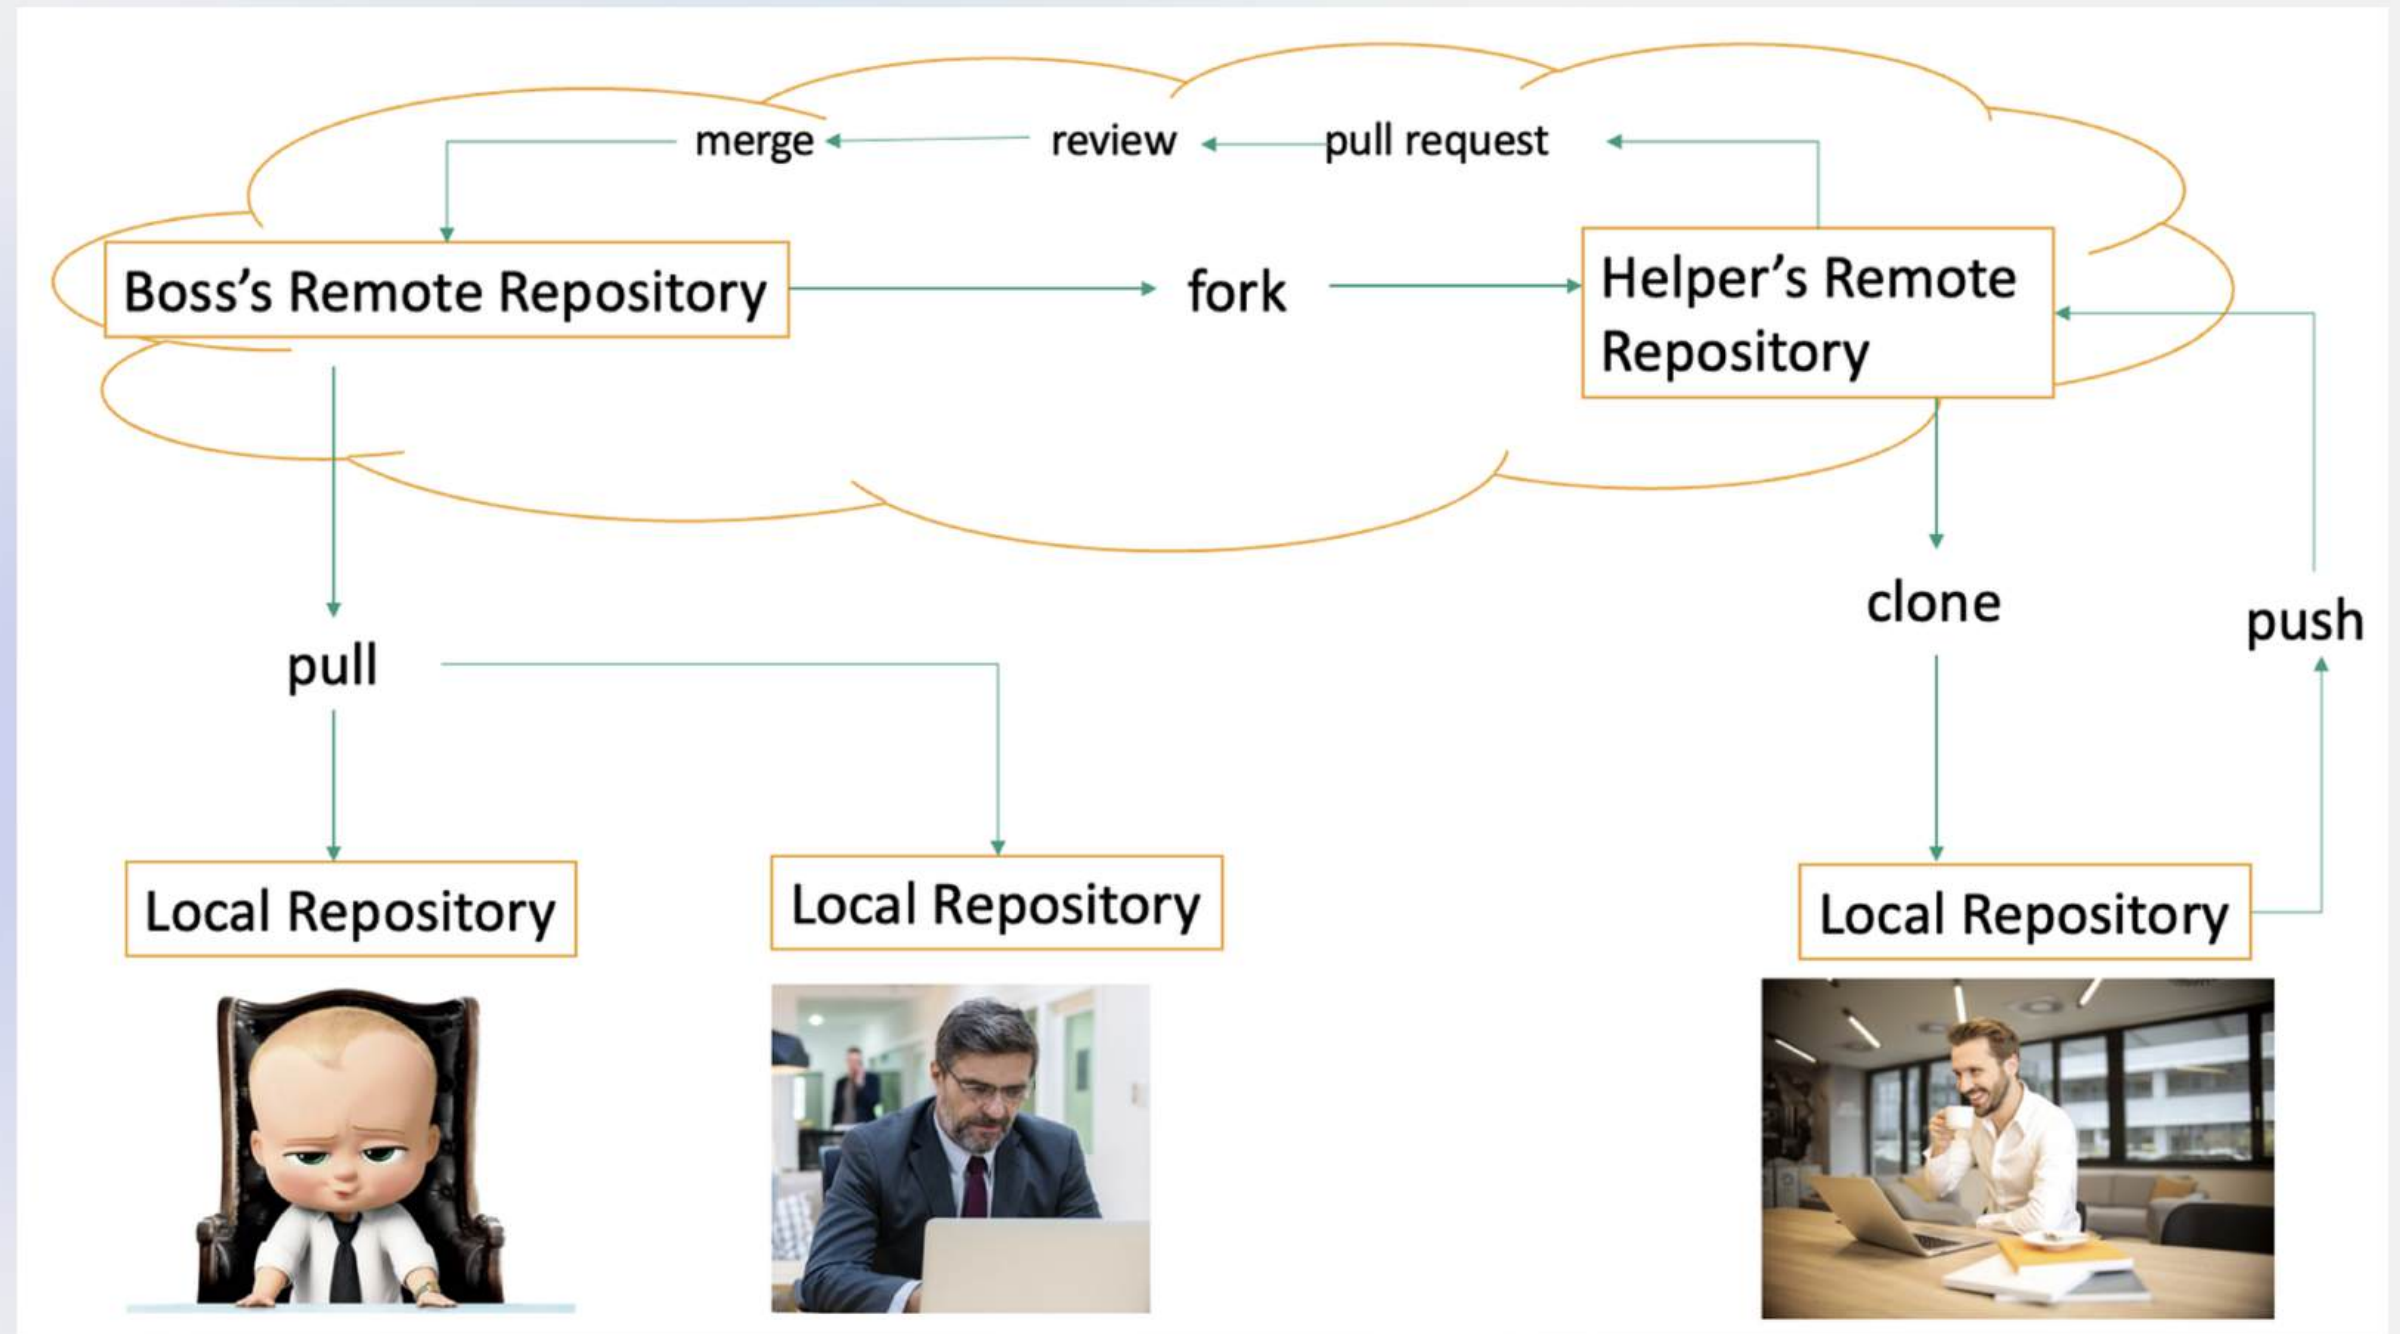 merge
review
pull request
Boss’s Remote Repository
fork
Helper’s Remote
Repository
clone
push
pull
Local Repository
Local Repository
Local Repository